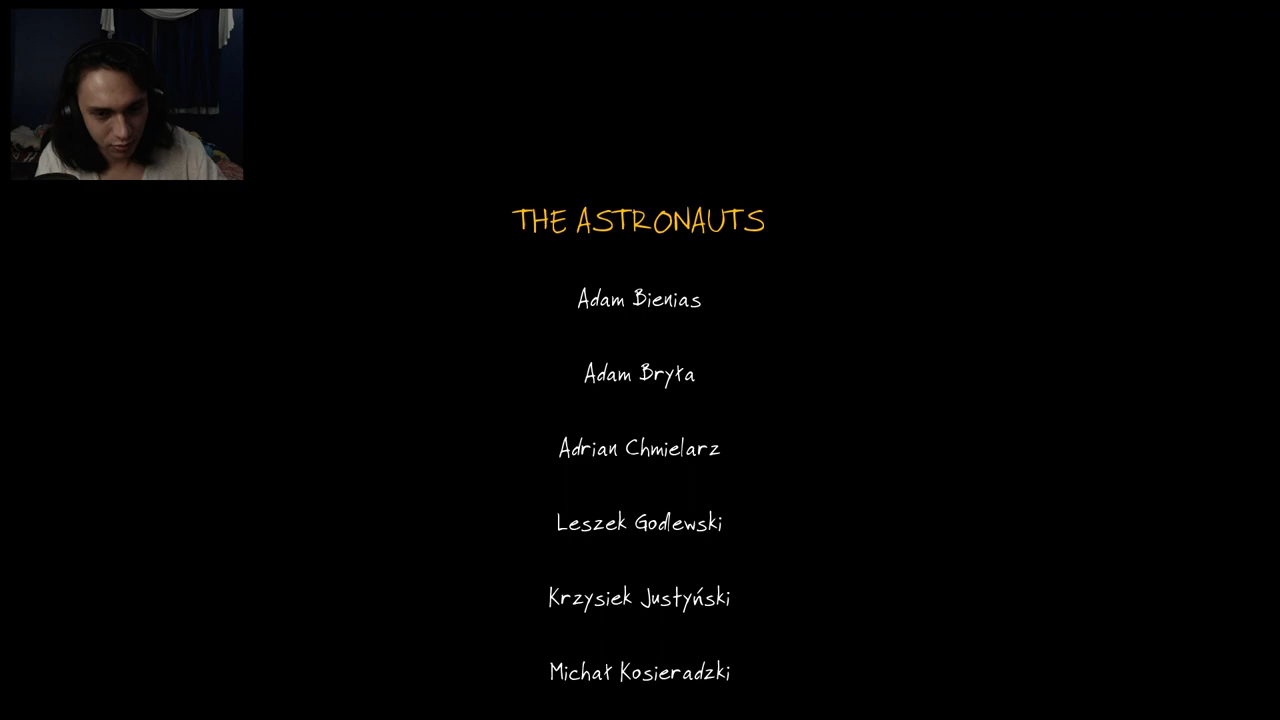 THE ASTRONAUTS
Adam Bienias
Adam Bryła
Adrian Chmielarz
Leszek Godlewski
Krzysiek Justyński
Michał Kosieradzki